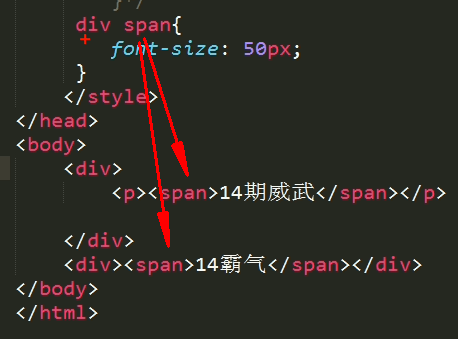 }*/
div span{
font-size: 50px;
}
</style>
</head>
<body>
<div>
<p><span>14期威武</span></p>
</div>
<div><span>14霸气</span></div>
</body>
</html>